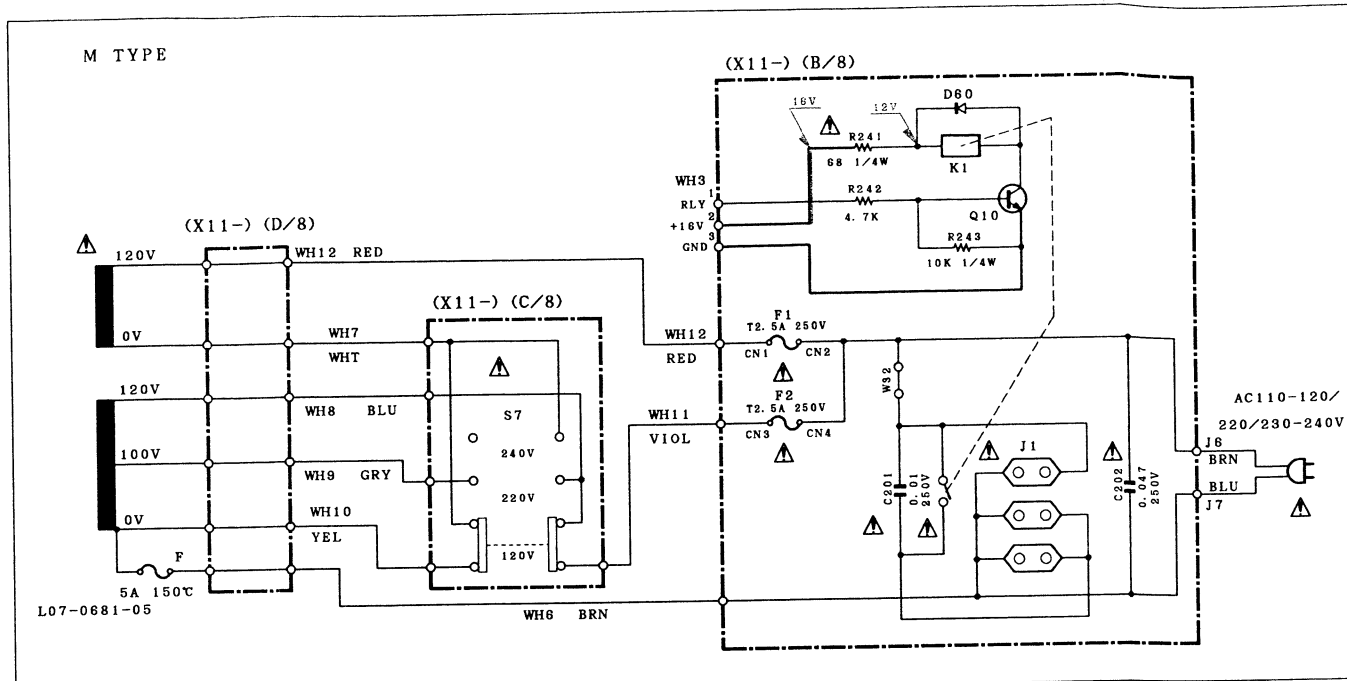 M TYPE
(X11-) (B/8)
D60
16V
12V
R241
68 1/4W
K1
WH3
1
RLY
R242
4.7K
2
+16V
Q10
3
GND
R243
10K 1/4W
(X11-) (D/8)
120V
WH12 RED
(X11-) (C/8)
0V
WH7
WHT
WH12
RED
F1
T2.5A 250V
CN1
CN2
W32
120V
WH8 BLU
S7
WH11
VIOL
F2
T2.5A 250V
CN3
CN4
AC110-120/
220/230-240V
240V
J1
J6
BRN
100V
WH9 GRY
220V
C201
0.01
250V
C202
0.047
250V
BLU
J7
0V
WH10
YEL
120V
F
5A 150℃
L07-0681-05
WH6 BRN